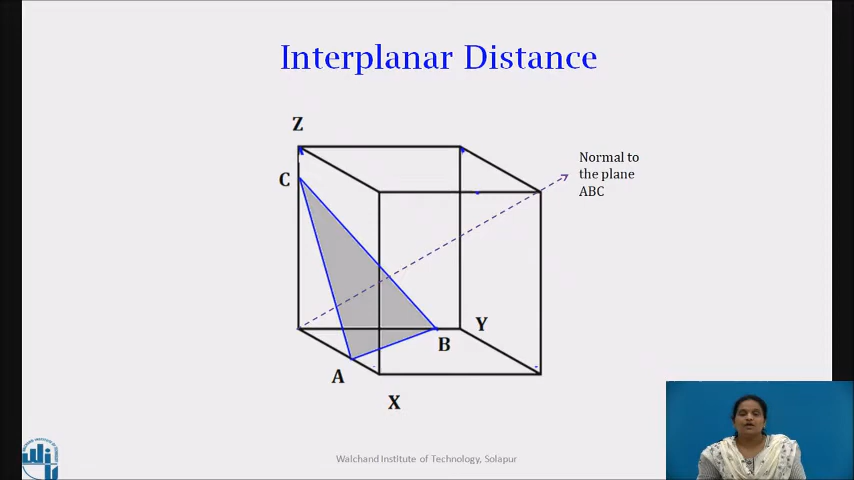 Interplanar Distance
Z
Normal to
the plane
ABC
C
Y
B
A
X
Walchand Institute of Technology, Solapur